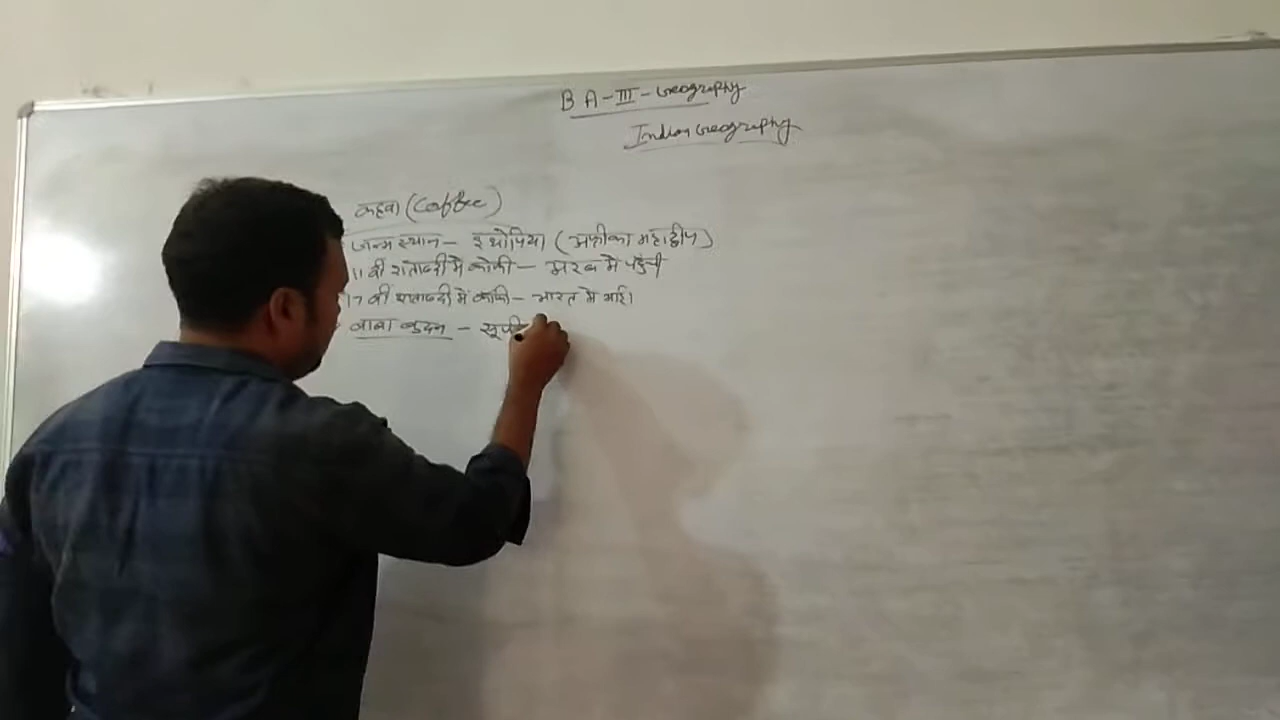 B A-III-Geography
Indian Geography
कहवा (Coffee)
जन्म स्थान - इथोपिया (अफ्रीका महाद्वीप)
11 वीं शताब्दी में कॉफी - अरब में पहुंची
17 वीं शताब्दी में कॉफी - भारत में आई।
बाबा बुदन - सूफी